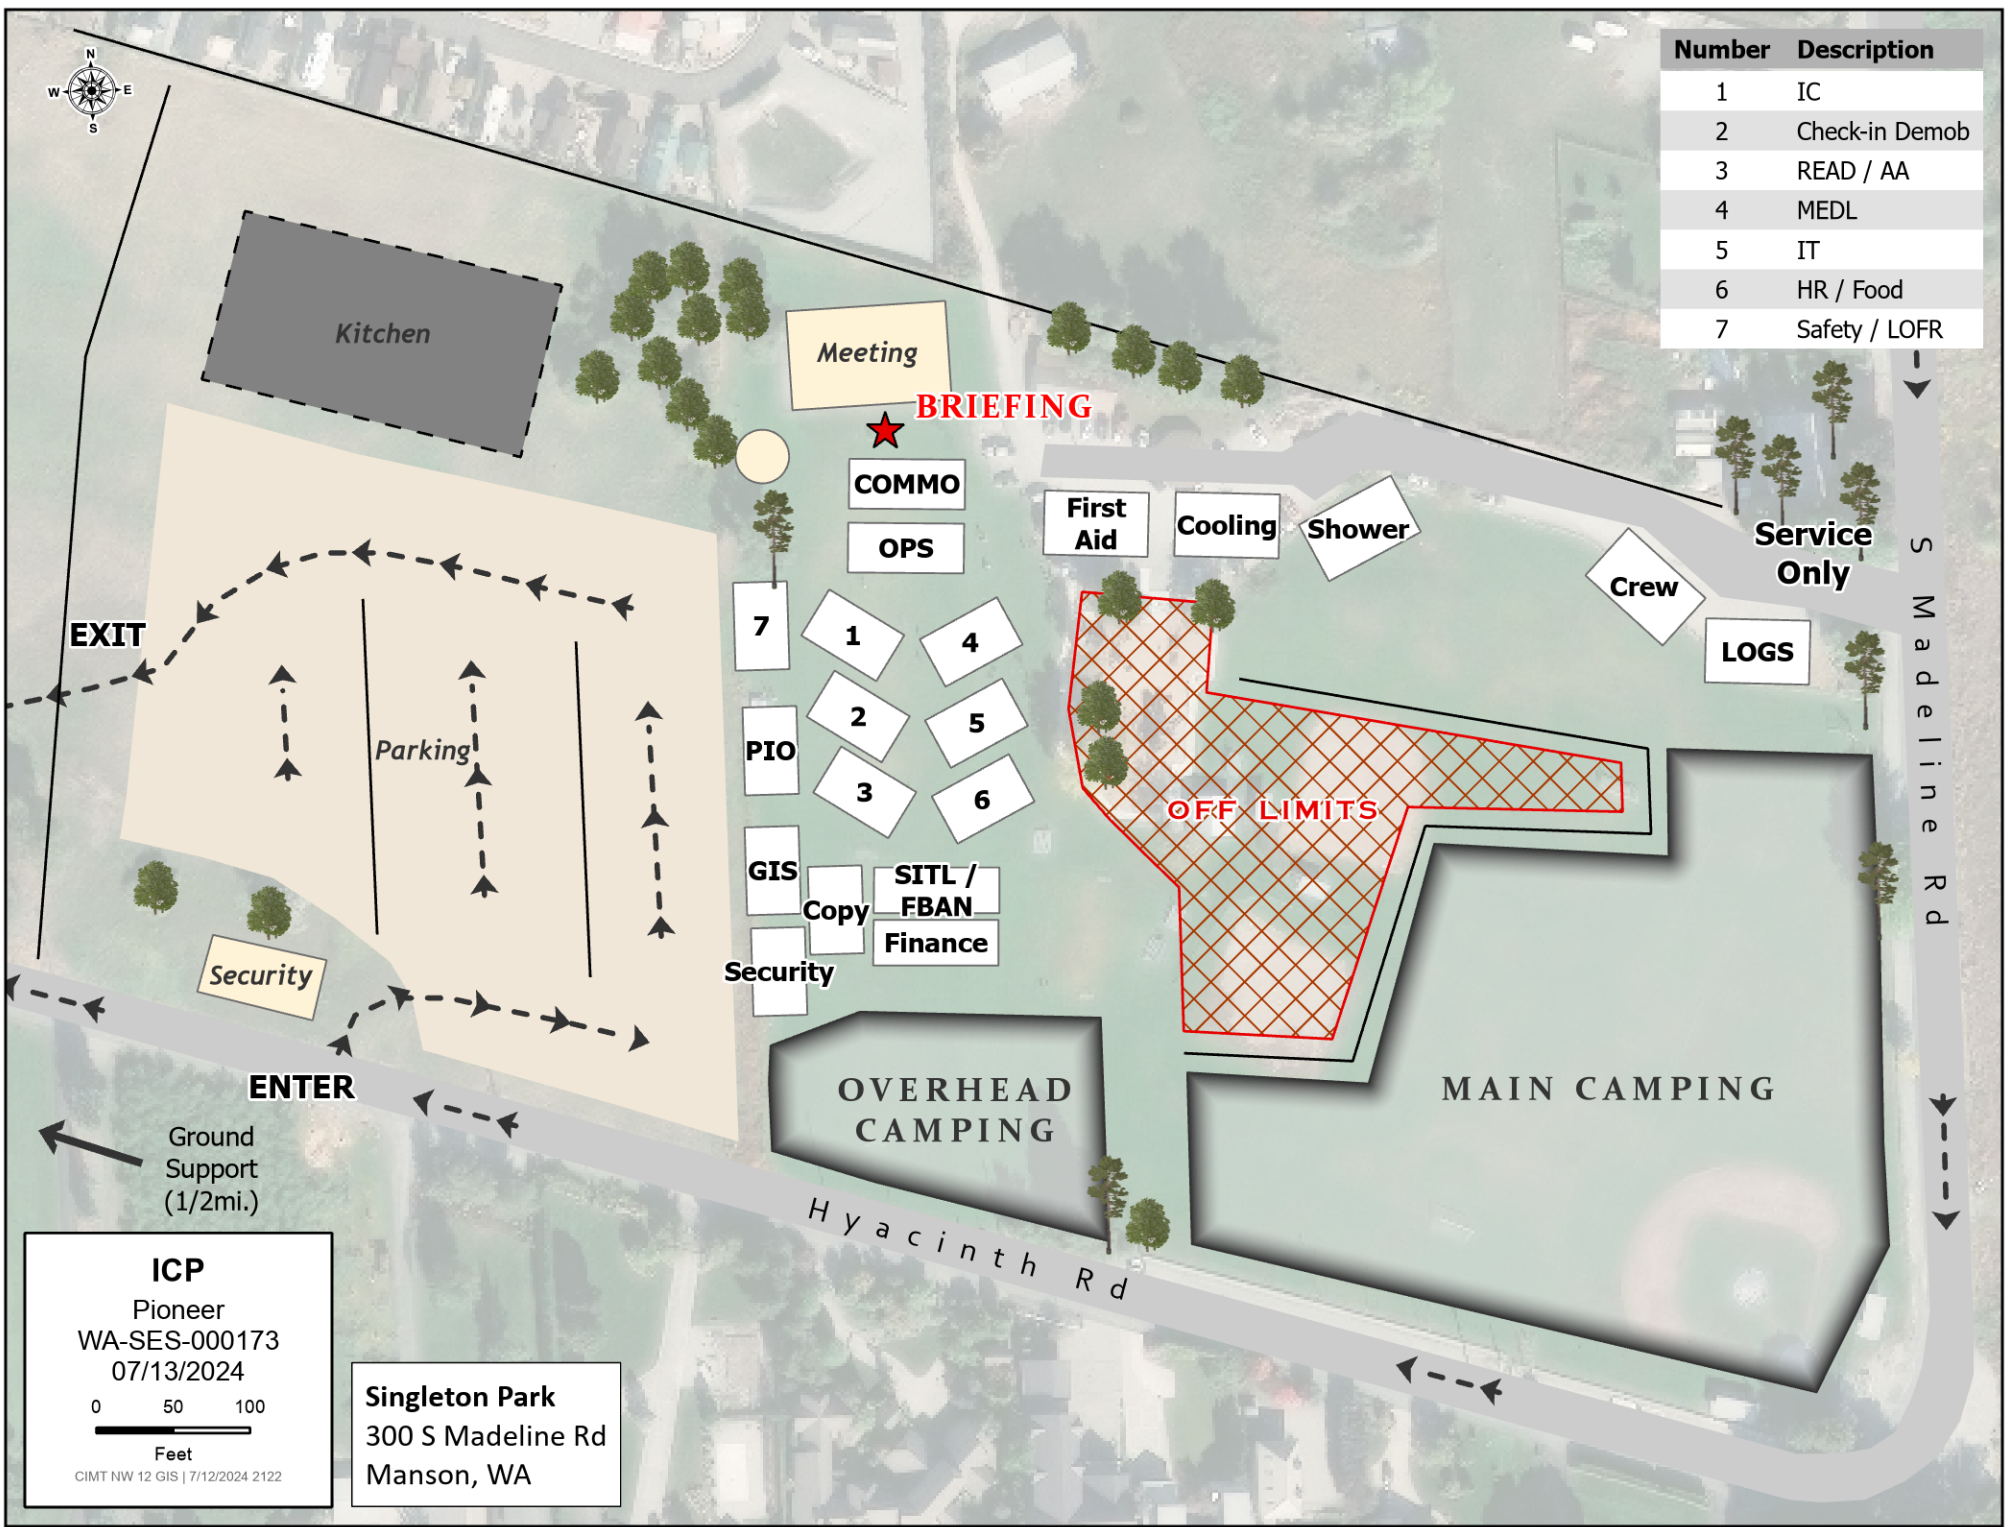 N
W
E
S
Number Description
1 IC
2 Check-in Demob
3 READ / AA
4 MEDL
5 IT
6 HR / Food
7 Safety / LOFR
Kitchen
Meeting
BRIEFING
COMMO
OPS
First
Aid
Cooling
Shower
Service
Only
Crew
LOGS
S Madeline Rd
EXIT
7
1
4
2
5
3
6
PIO
Parking
OFF LIMITS
GIS
Copy
SITL /
FBAN
Finance
Security
Security
ENTER
OVERHEAD
CAMPING
MAIN CAMPING
Ground
Support
(1/2mi.)
Hyacinth Rd
ICP
Pioneer
WA-SES-000173
07/13/2024
0 50 100
Feet
CIMT NW 12 GIS | 7/12/2024 2122
Singleton Park
300 S Madeline Rd
Manson, WA